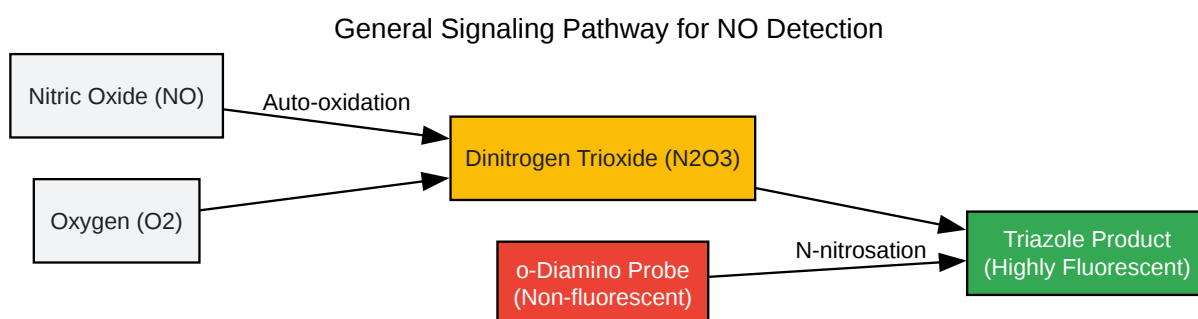 General Signaling Pathway for NO Detection
Nitric Oxide (NO)
Auto-oxidation
Dinitrogen Trioxide (N2O3)
Oxygen (O2)
o-Diamino Probe
(Non-fluorescent)
N-nitrosation
Triazole Product
(Highly Fluorescent)